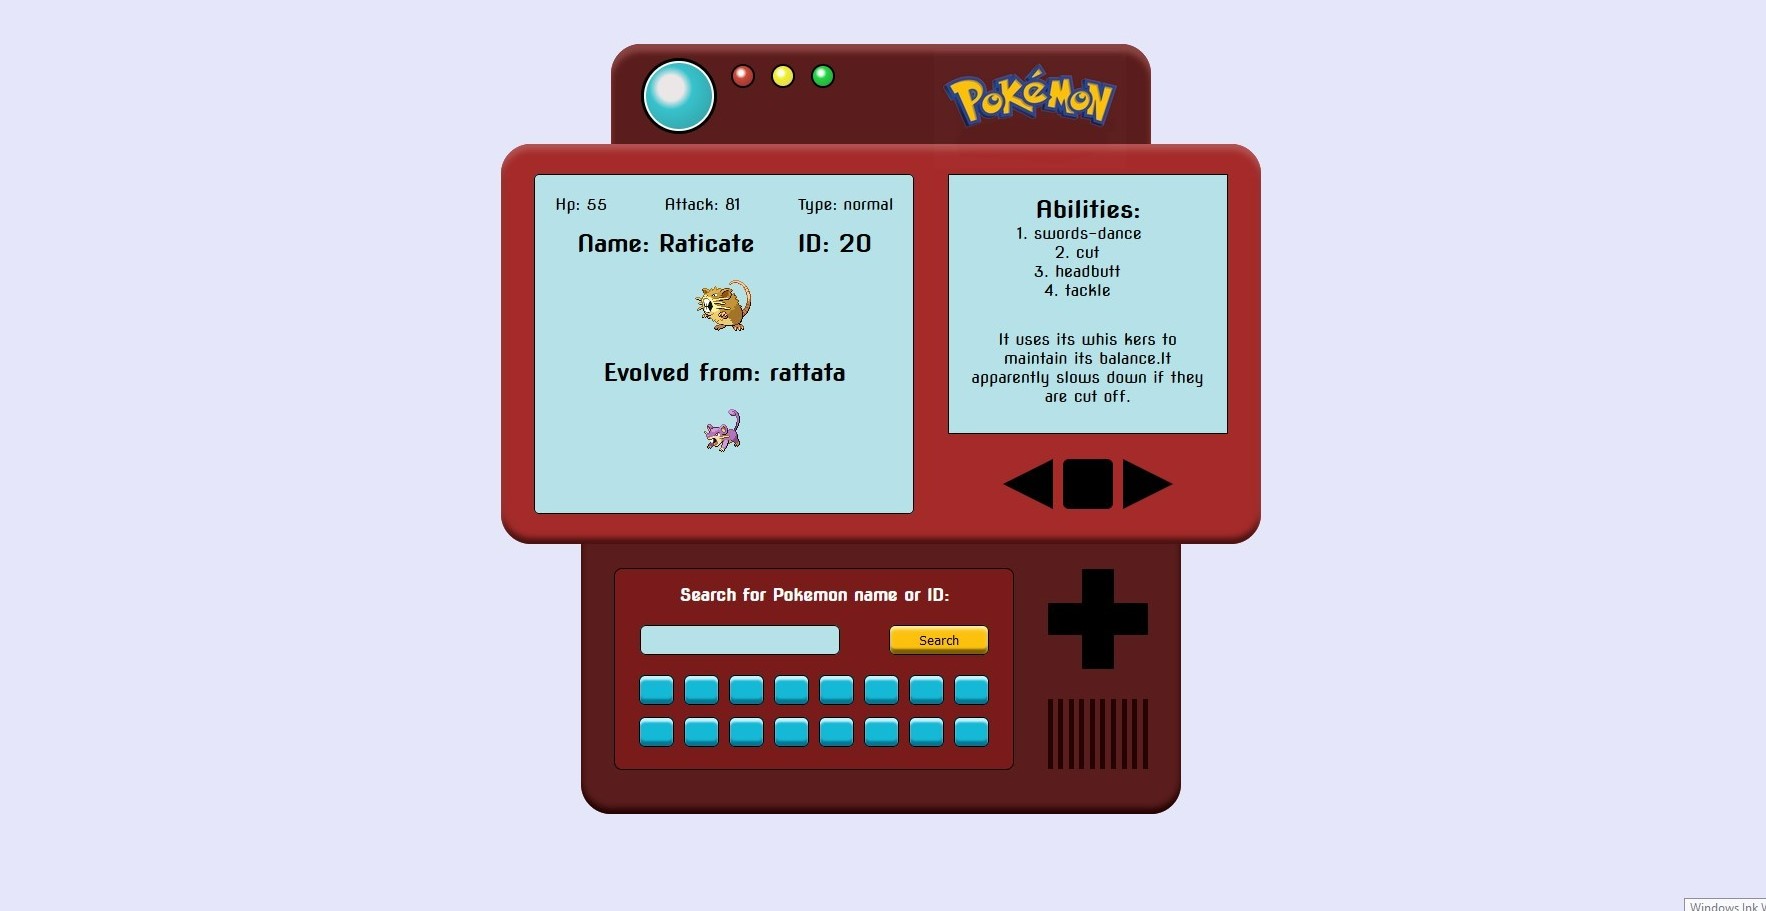 POKÉMON
Hp: 55 Attack: 81 Type: normal
Name: Raticate ID: 20
Evolved from: rattata
Abilities:
1. swords-dance
2. cut
3. headbutt
4. tackle
It uses its whis kers to
maintain its balance.It
apparently slows down if they
are cut off.
Search for Pokemon name or ID:
Search
Windows Ink